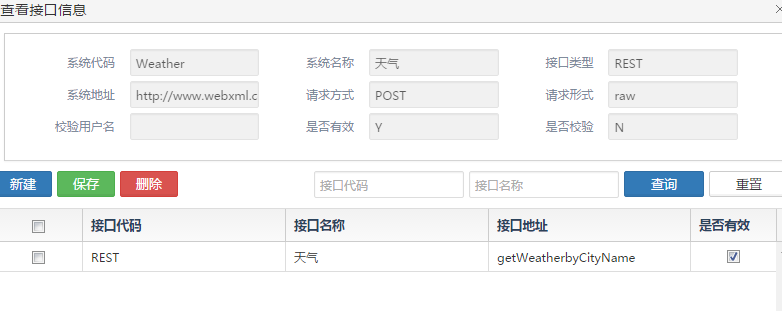 查看接口信息
系统代码 Weather 系统名称 天气 接口类型 REST
系统地址 http://www.webxml.c 请求方式 POST 请求形式 raw
校验用户名 是否有效 Y 是否校验 N
新建 保存 删除 接口代码 接口名称 查询 重置
接口代码 接口名称 接口地址 是否有效
REST 天气 getWeatherbyCityName